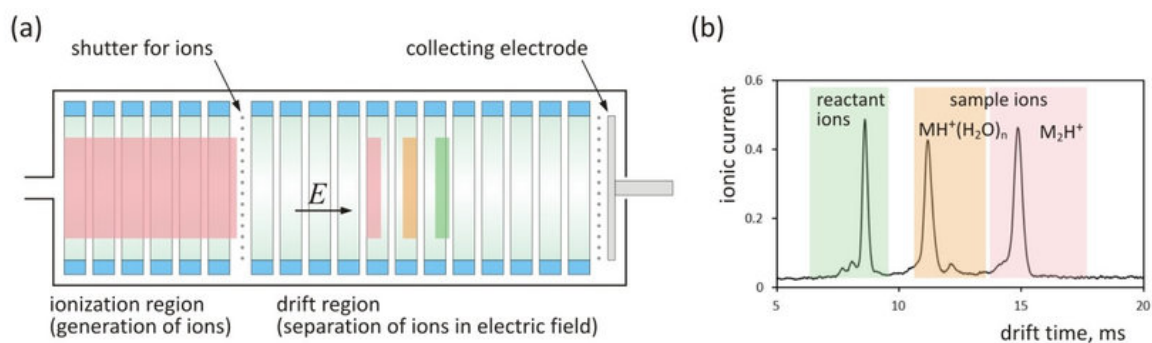 (a)
shutter for ions
collecting electrode
E
ionization region
(generation of ions)
drift region
(separation of ions in electric field)
(b)
ionic current
0.6
0.4
0.2
0
reactant
ions
sample ions
MH⁺(H₂O)ₙ
M₂H⁺
5
10
15
20
drift time, ms